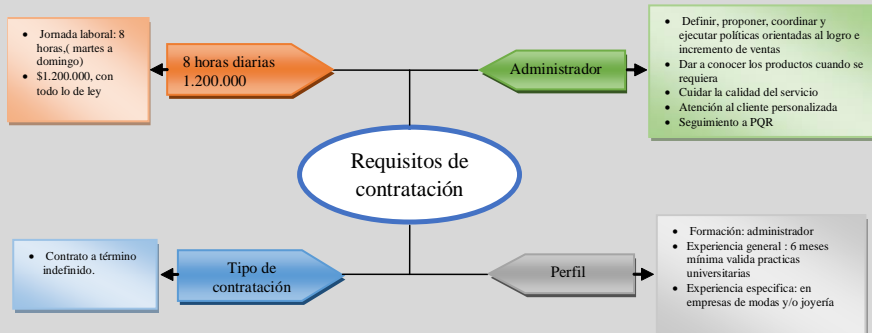 • Jornada laboral: 8
horas,( martes a
domingo)
• $1.200.000, con
todo lo de ley
8 horas diarias
1.200.000
Administrador
• Definir, proponer, coordinar y
ejecutar políticas orientadas al logro e
incremento de ventas
• Dar a conocer los productos cuando se
requiera
• Cuidar la calidad del servicio
• Atención al cliente personalizada
• Seguimiento a PQR
Requisitos de
contratación
• Contrato a término
indefinido.
Tipo de
contratación
Perfil
• Formación: administrador
• Experiencia general : 6 meses
mínima valida practicas
universitarias
• Experiencia especifica: en
empresas de modas y/o joyería